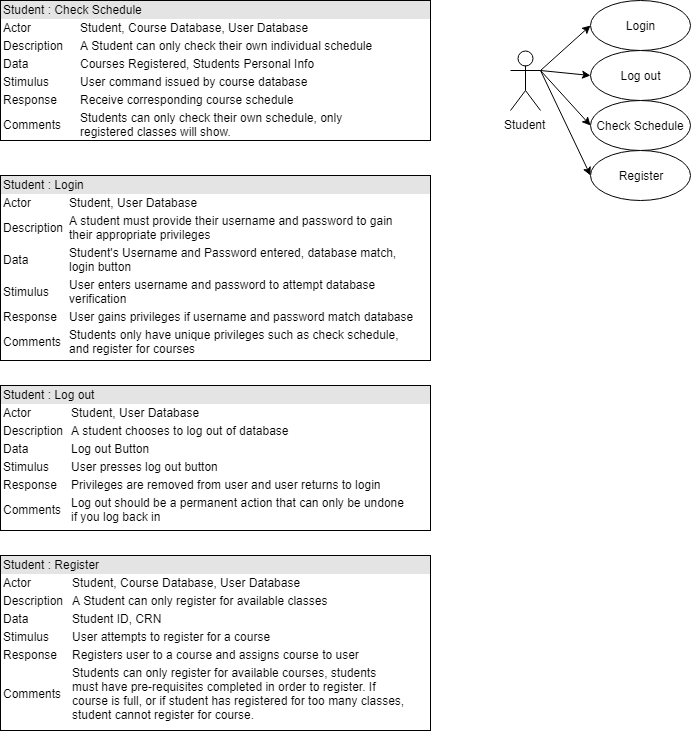 Student : Check Schedule
Actor Student, Course Database, User Database
Description A Student can only check their own individual schedule
Data Courses Registered, Students Personal Info
Stimulus User command issued by course database
Response Receive corresponding course schedule
Comments Students can only check their own schedule, only
registered classes will show.
Student : Login
Actor Student, User Database
Description A student must provide their username and password to gain
their appropriate privileges
Data Student's Username and Password entered, database match,
login button
Stimulus User enters username and password to attempt database
verification
Response User gains privileges if username and password match database
Comments Students only have unique privileges such as check schedule,
and register for courses
Student : Log out
Actor Student, User Database
Description A student chooses to log out of database
Data Log out Button
Stimulus User presses log out button
Response Privileges are removed from user and user returns to login
Comments Log out should be a permanent action that can only be undone
if you log back in
Student : Register
Actor Student, Course Database, User Database
Description A Student can only register for available classes
Data Student ID, CRN
Stimulus User attempts to register for a course
Response Registers user to a course and assigns course to user
Comments Students can only register for available courses, students
must have pre-requisites completed in order to register. If
course is full, or if student has registered for too many classes,
student cannot register for course.
Student
Login
Log out
Check Schedule
Register